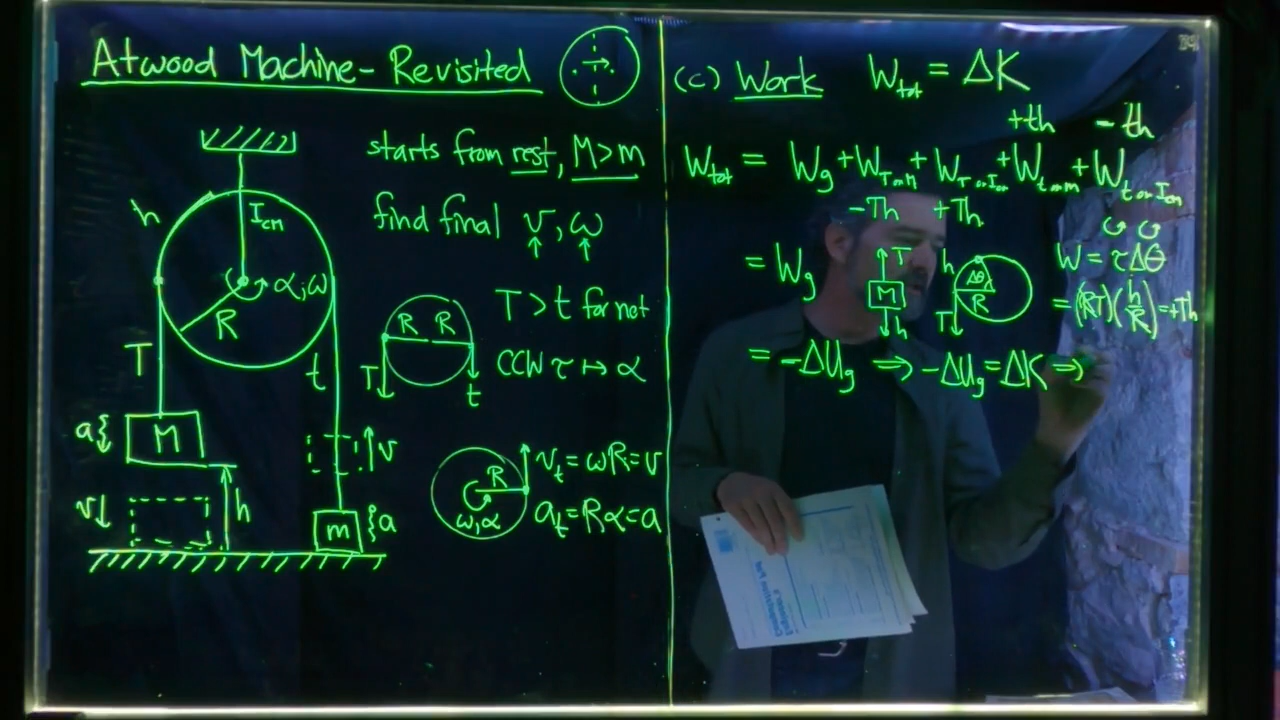 Atwood Machine - Revisited
starts from rest, M > m
find final v, ω
h
I_cm
α, ω
R
T
t
a
M
v
h
v
m
a
R R
T
t
T > t for net
CCW τ ↦ α
R
ω, α
v_t = ωR = v
a_t = Rα = a
(c) Work W_tot = ΔK
+th -th
W_tot = W_g + W_T on M + W_T on I_cm + W_t on m + W_t on I_cm
-Th +Th
= W_g
T
M
h
h
Δθ
R
T
W = τΔθ
= (RT)(h/R) = +Th
= -ΔU_g ⇒ -ΔU_g = ΔK ⇒